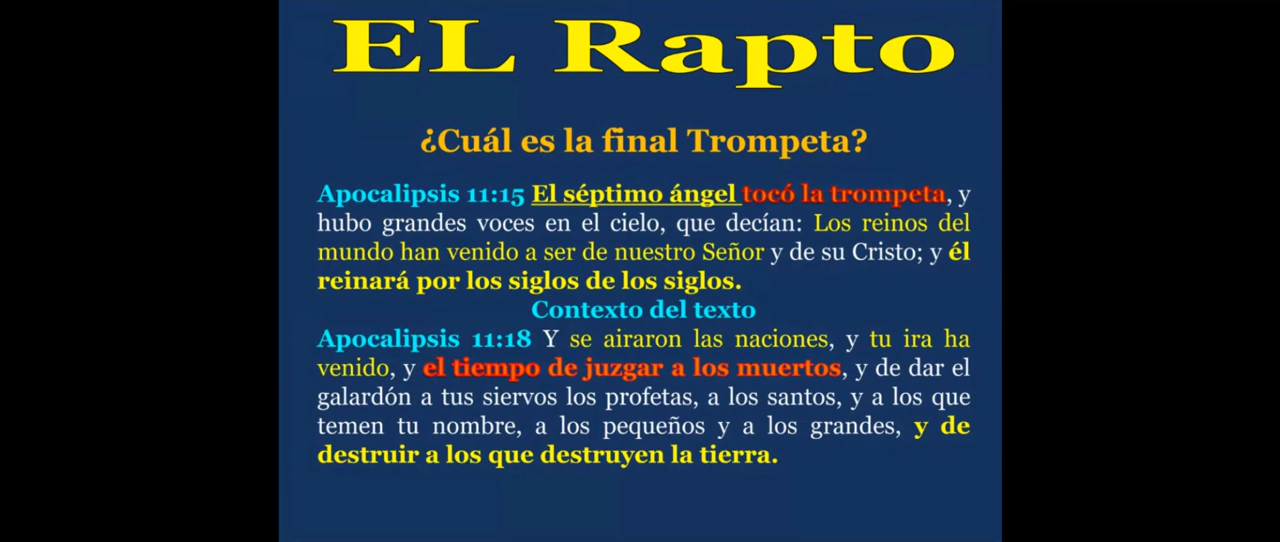 EL Rapto
¿Cuál es la final Trompeta?
Apocalipsis 11:15 El séptimo ángel tocó la trompeta, y
hubo grandes voces en el cielo, que decían: Los reinos del
mundo han venido a ser de nuestro Señor y de su Cristo; y él
reinará por los siglos de los siglos.
Contexto del texto
Apocalipsis 11:18 Y se airaron las naciones, y tu ira ha
venido, y el tiempo de juzgar a los muertos, y de dar el
galardón a tus siervos los profetas, a los santos, y a los que
temen tu nombre, a los pequeños y a los grandes, y de
destruir a los que destruyen la tierra.